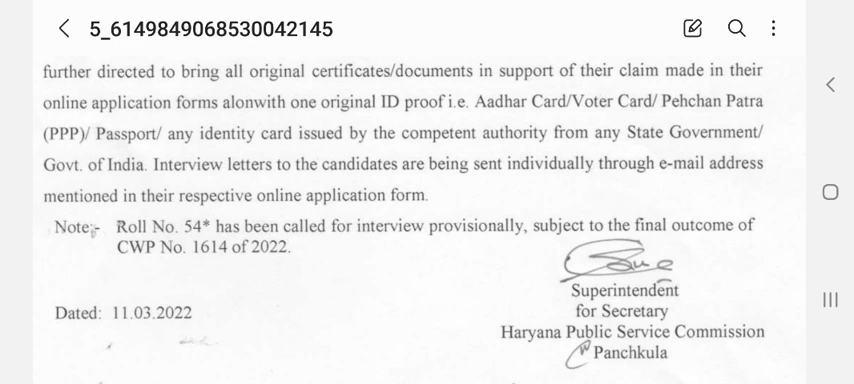 5_6149849068530042145
further directed to bring all original certificates/documents in support of their claim made in their
online application forms alonwith one original ID proof i.e. Aadhar Card/Voter Card/ Pehchan Patra
(PPP)/ Passport/ any identity card issued by the competent authority from any State Government/
Govt. of India. Interview letters to the candidates are being sent individually through e-mail address
mentioned in their respective online application form.
Note:- Roll No. 54* has been called for interview provisionally, subject to the final outcome of
CWP No. 1614 of 2022.
Superintendent
Dated: 11.03.2022
for Secretary
Haryana Public Service Commission
Panchkula